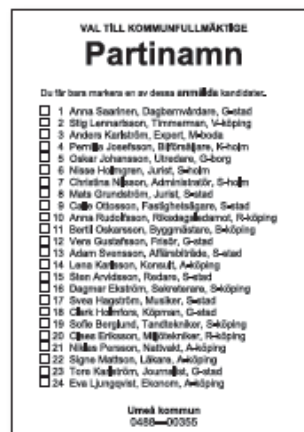 VAL TILL KOMMUNFULLMÄKTIGE
Partinamn
Du får bara markera en av dessa anmälda kandidater.
1 Anna Saarinen, Dagbarnvårdare, G-stad
2 Stig Lennartsson, Timmerman, V-köping
3 Anders Karlström, Expert, M-boda
4 Pernilla Josefsson, Bilförsäljare, K-holm
5 Oskar Johansson, Utredare, G-borg
6 Nisse Holmgren, Jurist, S-holm
7 Christina Nilsson, Administratör, S-holm
8 Mats Grundström, Jurist, S-stad
9 Calle Ottosson, Fastighetsägare, S-stad
10 Anna Rudolfsson, Riksdagsledamot, R-köping
11 Bertil Oskarsson, Byggmästare, S-köping
12 Vera Gustafsson, Frisör, G-stad
13 Adam Svensson, Affärsbiträde, S-stad
14 Lena Karlsson, Konsult, A-köping
15 Sten Arvidsson, Redare, S-stad
16 Dagmar Ekström, Sekreterare, S-köping
17 Svea Hagström, Musiker, S-stad
18 Clark Holmfors, Köpman, G-stad
19 Sofie Berglund, Tandtekniker, S-köping
20 Claes Eriksson, Miljötekniker, R-köping
21 Niklas Persson, Nattvakt, A-köping
22 Signe Mattson, Läkare, A-köping
23 Tore Karlström, Journalist, G-stad
24 Eva Ljungqvist, Ekonom, A-köping
Umeå kommun
0488—00355